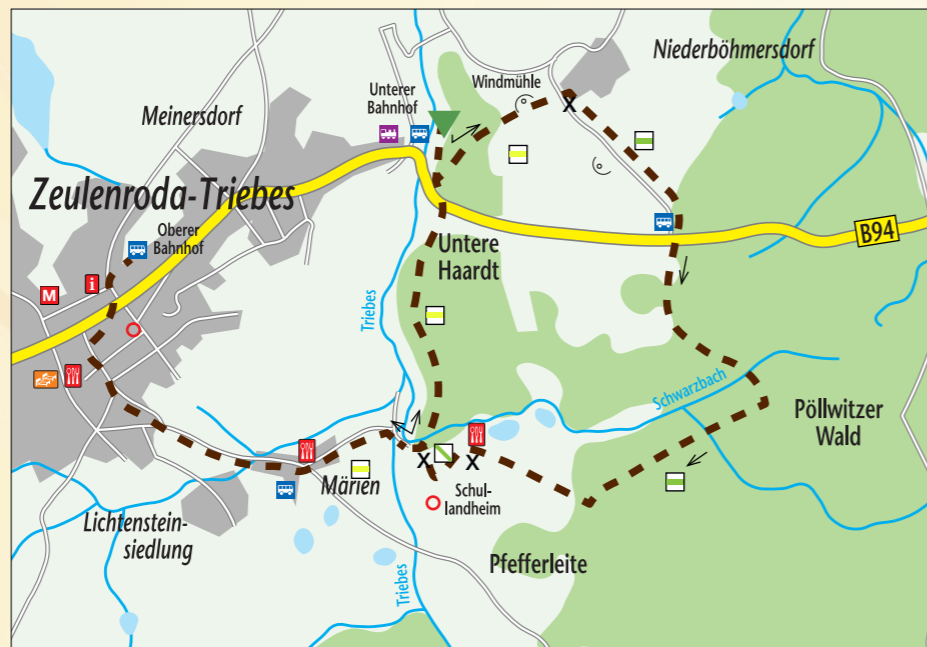 Niederböhmersdorf
Windmühle
Unterer
Bahnhof
Meinersdorf
X
Zeulenroda-Triebes
Oberer
Bahnhof
B94
Untere
Haardt
M
i
Triebes
Schwarzbach
Pöllwitzer
Wald
X
X
Märien
Schul-
landheim
Lichtenstein-
siedlung
Pfefferleite
Triebes